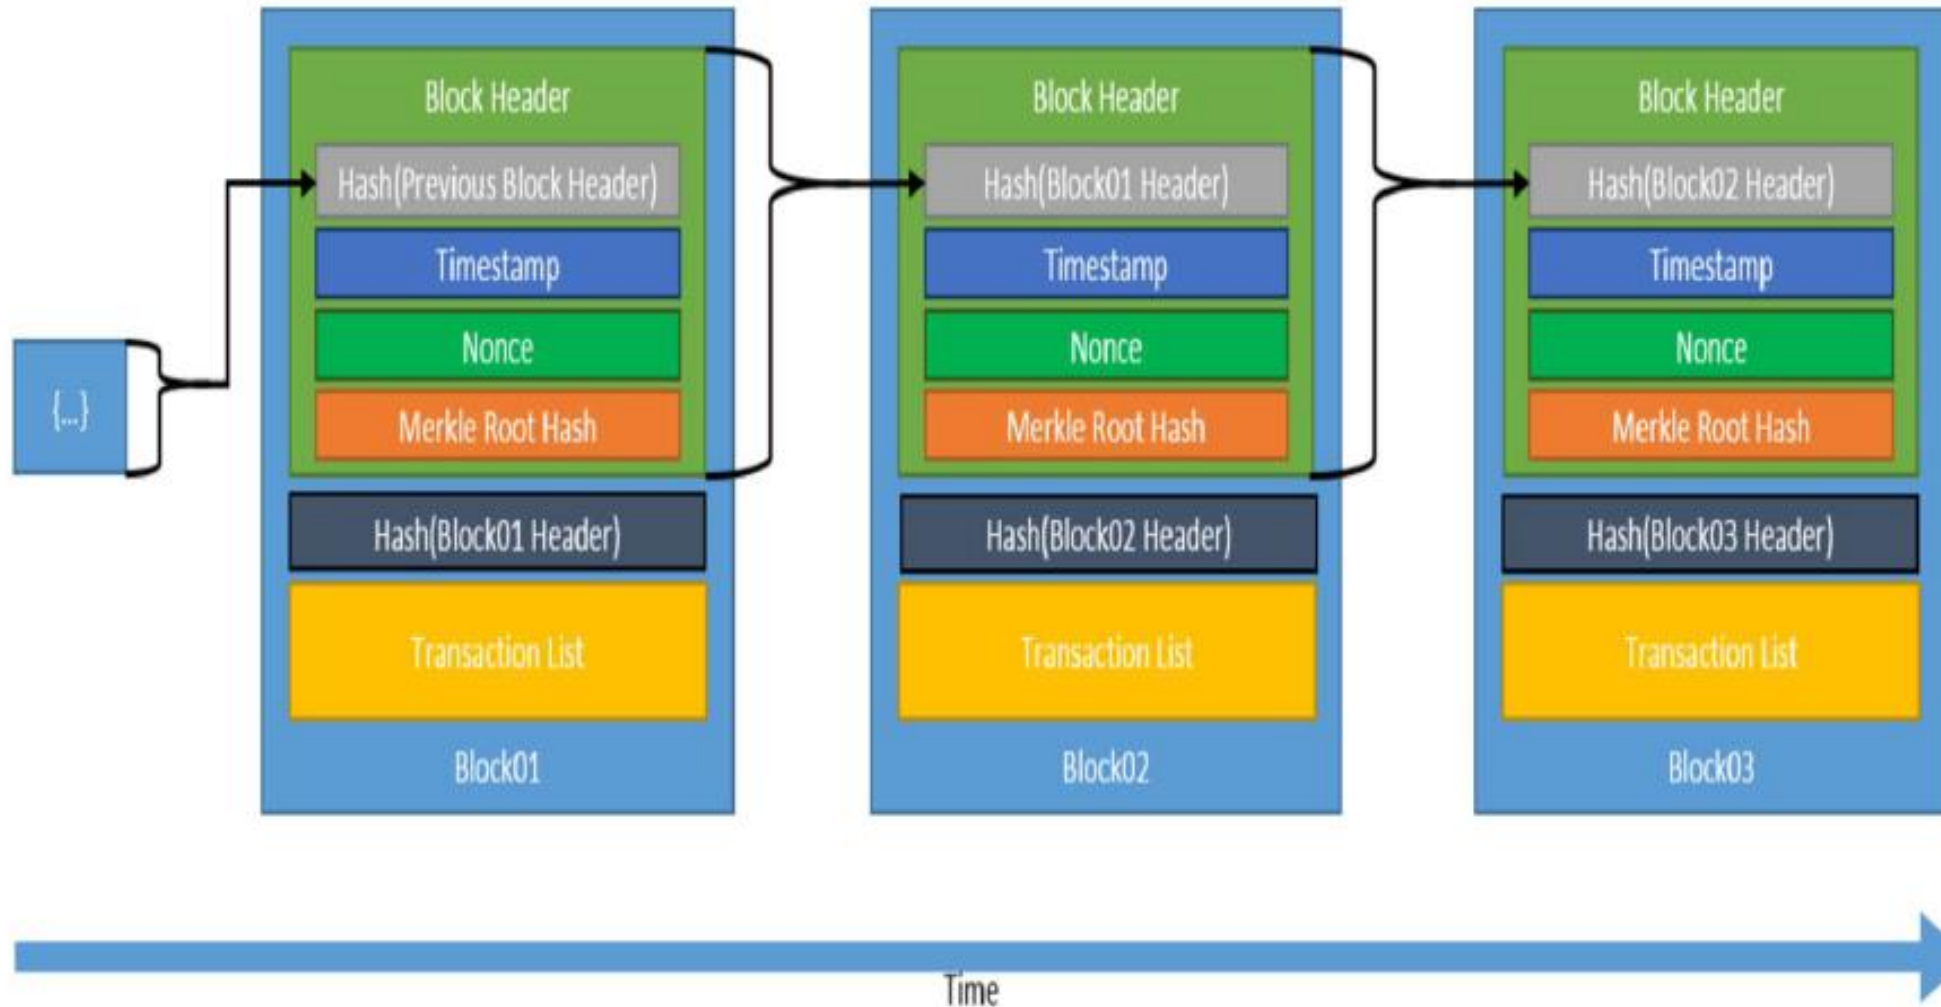 {...}
Block Header
Hash(Previous Block Header)
Timestamp
Nonce
Merkle Root Hash
Hash(Block01 Header)
Transaction List
Block01
Block Header
Hash(Block01 Header)
Timestamp
Nonce
Merkle Root Hash
Hash(Block02 Header)
Transaction List
Block02
Block Header
Hash(Block02 Header)
Timestamp
Nonce
Merkle Root Hash
Hash(Block03 Header)
Transaction List
Block03
Time